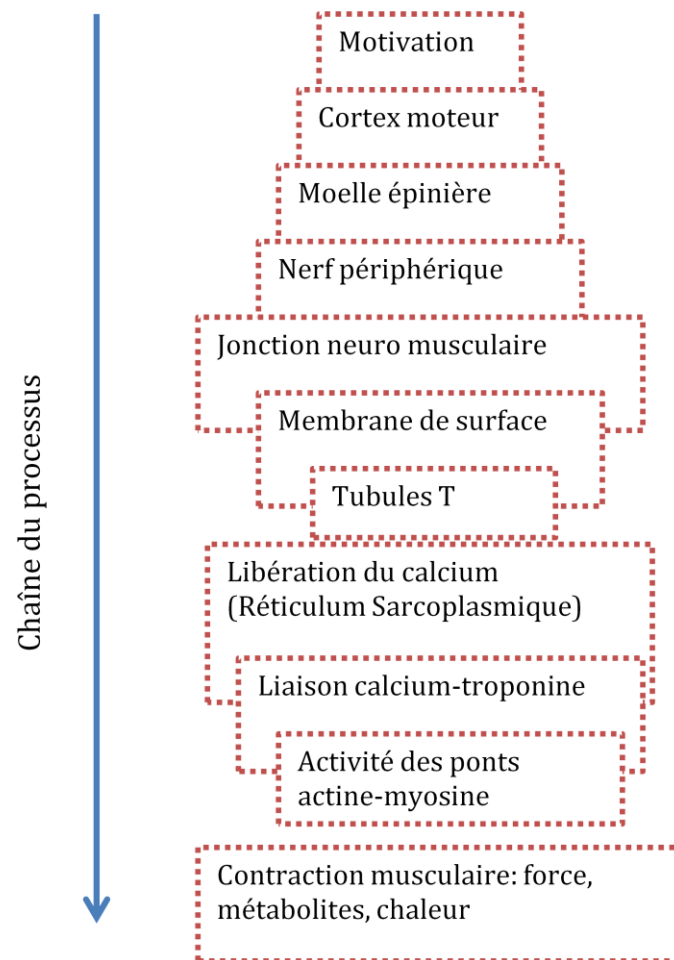 Chaîne du processus
Motivation
Cortex moteur
Moelle épinière
Nerf périphérique
Jonction neuro musculaire
Membrane de surface
Tubules T
Libération du calcium
(Réticulum Sarcoplasmique)
Liaison calcium-troponine
Activité des ponts
actine-myosine
Contraction musculaire: force,
métabolites, chaleur